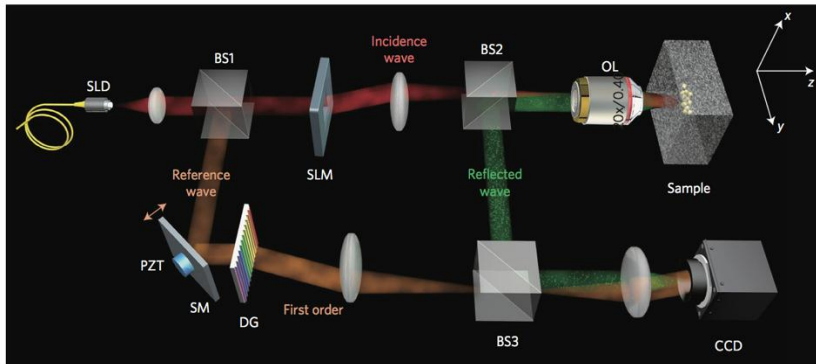 SLD
BS1
SLM
Incidence
wave
BS2
OL
20x/0.40
Sample
x
z
y
Reference
wave
Reflected
wave
PZT
SM
DG
First order
BS3
CCD